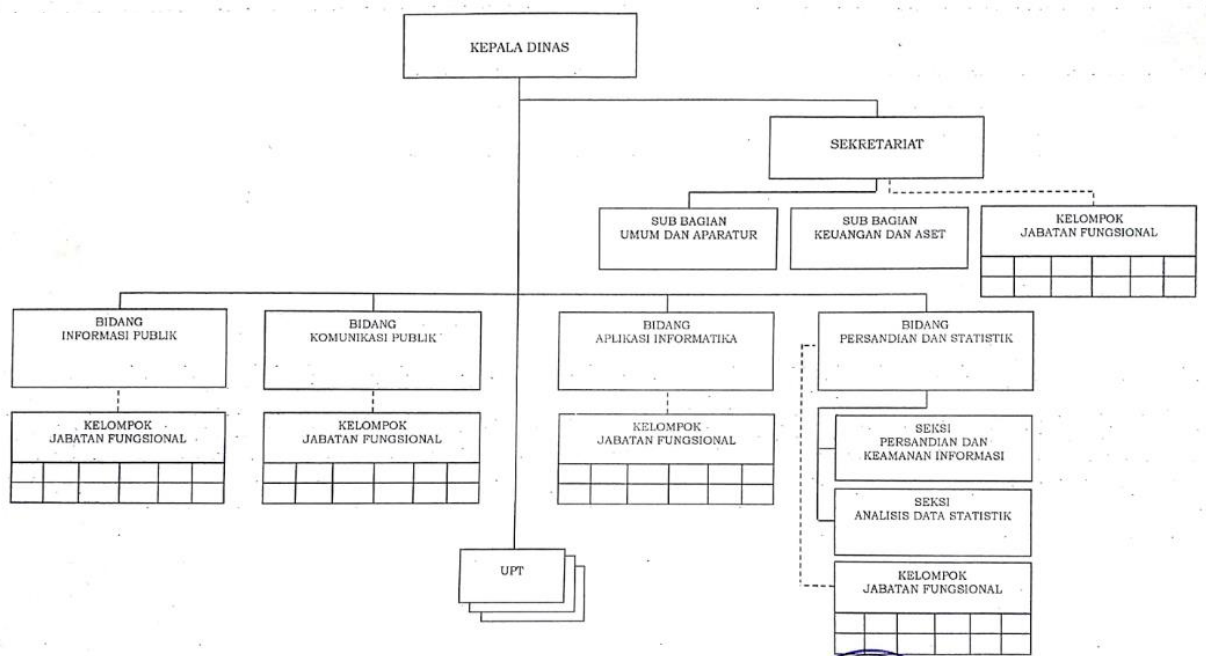 KEPALA DINAS
SEKRETARIAT
SUB BAGIAN
UMUM DAN APARATUR
SUB BAGIAN
KEUANGAN DAN ASET
KELOMPOK
JABATAN FUNGSIONAL
BIDANG
INFORMASI PUBLIK
BIDANG
KOMUNIKASI PUBLIK
BIDANG
APLIKASI INFORMATIKA
BIDANG
PERSANDIAN DAN STATISTIK
KELOMPOK
JABATAN FUNGSIONAL
KELOMPOK
JABATAN FUNGSIONAL
KELOMPOK
JABATAN FUNGSIONAL
SEKSI
PERSANDIAN DAN
KEAMANAN INFORMASI
SEKSI
ANALISIS DATA STATISTIK
UPT
KELOMPOK
JABATAN FUNGSIONAL